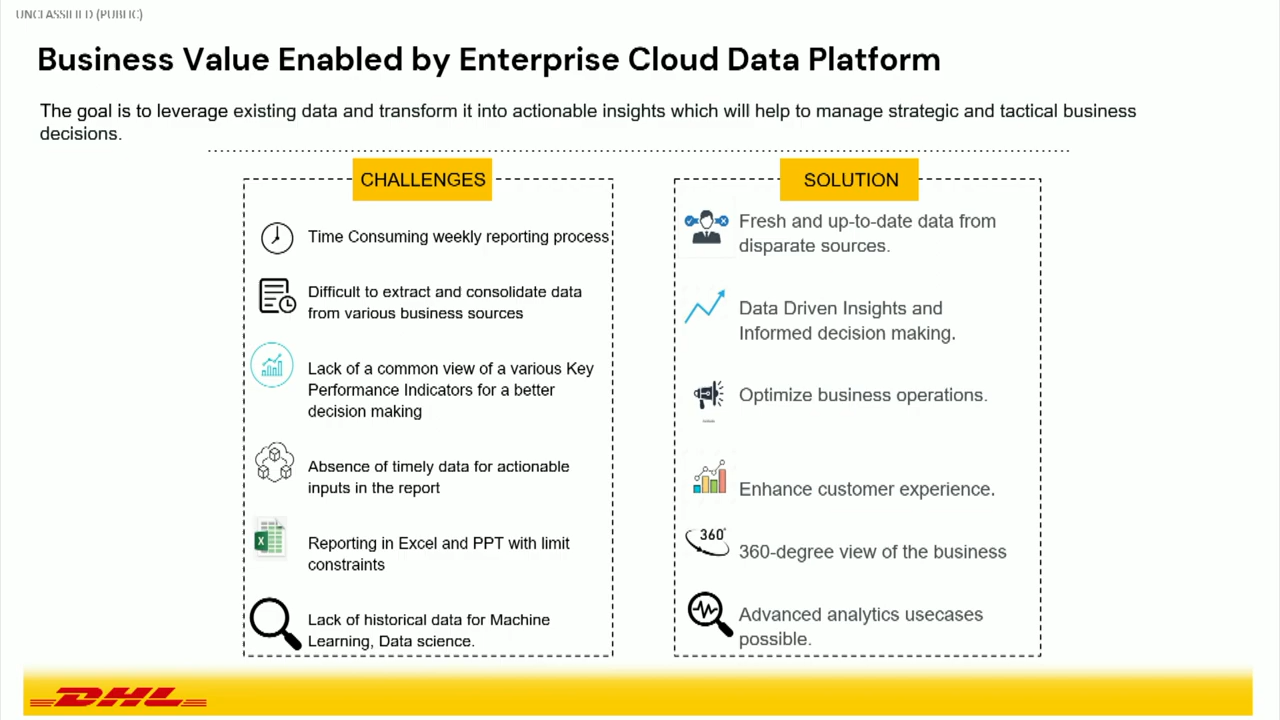 UNCLASSIFIED (PUBLIC)
Business Value Enabled by Enterprise Cloud Data Platform
The goal is to leverage existing data and transform it into actionable insights which will help to manage strategic and tactical business
decisions.
CHALLENGES
Time Consuming weekly reporting process
Difficult to extract and consolidate data
from various business sources
Lack of a common view of a various Key
Performance Indicators for a better
decision making
Absence of timely data for actionable
inputs in the report
X
Reporting in Excel and PPT with limit
constraints
Lack of historical data for Machine
Learning, Data science.
SOLUTION
Fresh and up-to-date data from
disparate sources.
Data Driven Insights and
Informed decision making.
Optimize business operations.
Enhance customer experience.
360°
360-degree view of the business
Advanced analytics usecases
possible.
DHL